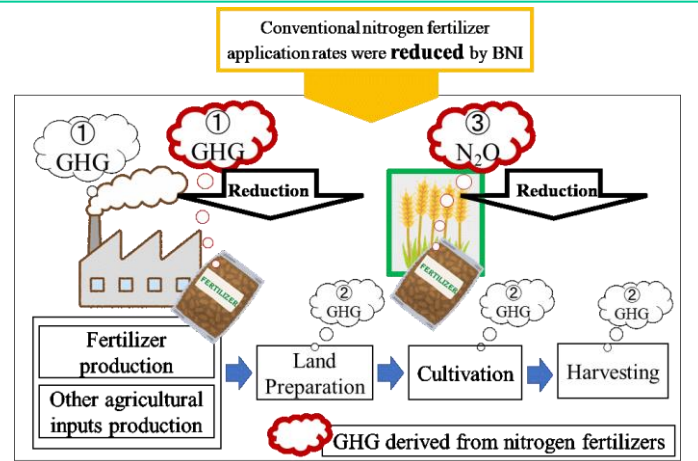 Conventional nitrogen fertilizer
application rates were reduced by BNI
①
GHG
①
GHG
③
N₂O
Reduction
Reduction
FERTILIZER
FERTILIZER
②
GHG
②
GHG
②
GHG
Fertilizer
production
Other agricultural
inputs production
Land
Preparation
Cultivation
Harvesting
GHG derived from nitrogen fertilizers